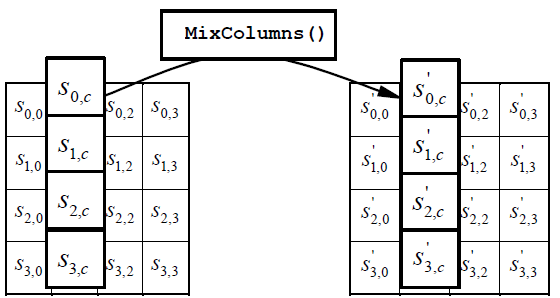 MixColumns()
s0,c s'0,c
s0,0 s0,2 s0,3 s'0,0 s'0,2 s'0,3
s1,c s'1,c
s1,0 s1,2 s1,3 s'1,0 s'1,2 s'1,3
s2,c s'2,c
s2,0 s2,2 s2,3 s'2,0 s'2,2 s'2,3
s3,c s'3,c
s3,0 s3,2 s3,3 s'3,0 s'3,2 s'3,3